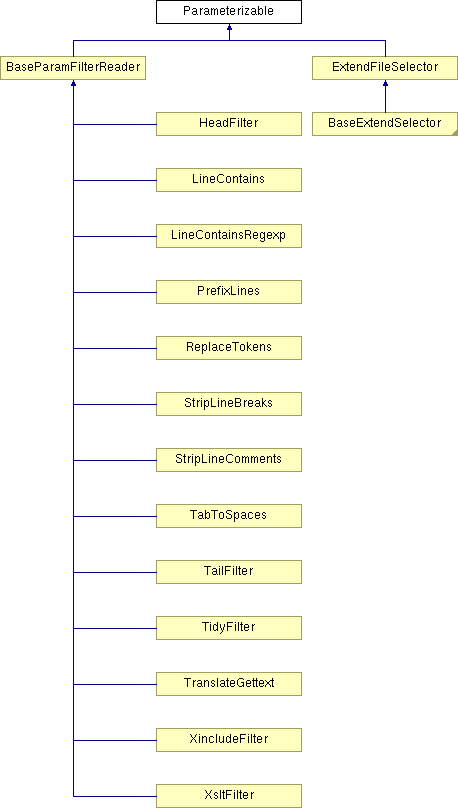 Parameterizable
BaseParamFilterReader
ExtendFileSelector
HeadFilter
BaseExtendSelector
LineContains
LineContainsRegexp
PrefixLines
ReplaceTokens
StripLineBreaks
StripLineComments
TabToSpaces
TailFilter
TidyFilter
TranslateGettext
XincludeFilter
XsltFilter